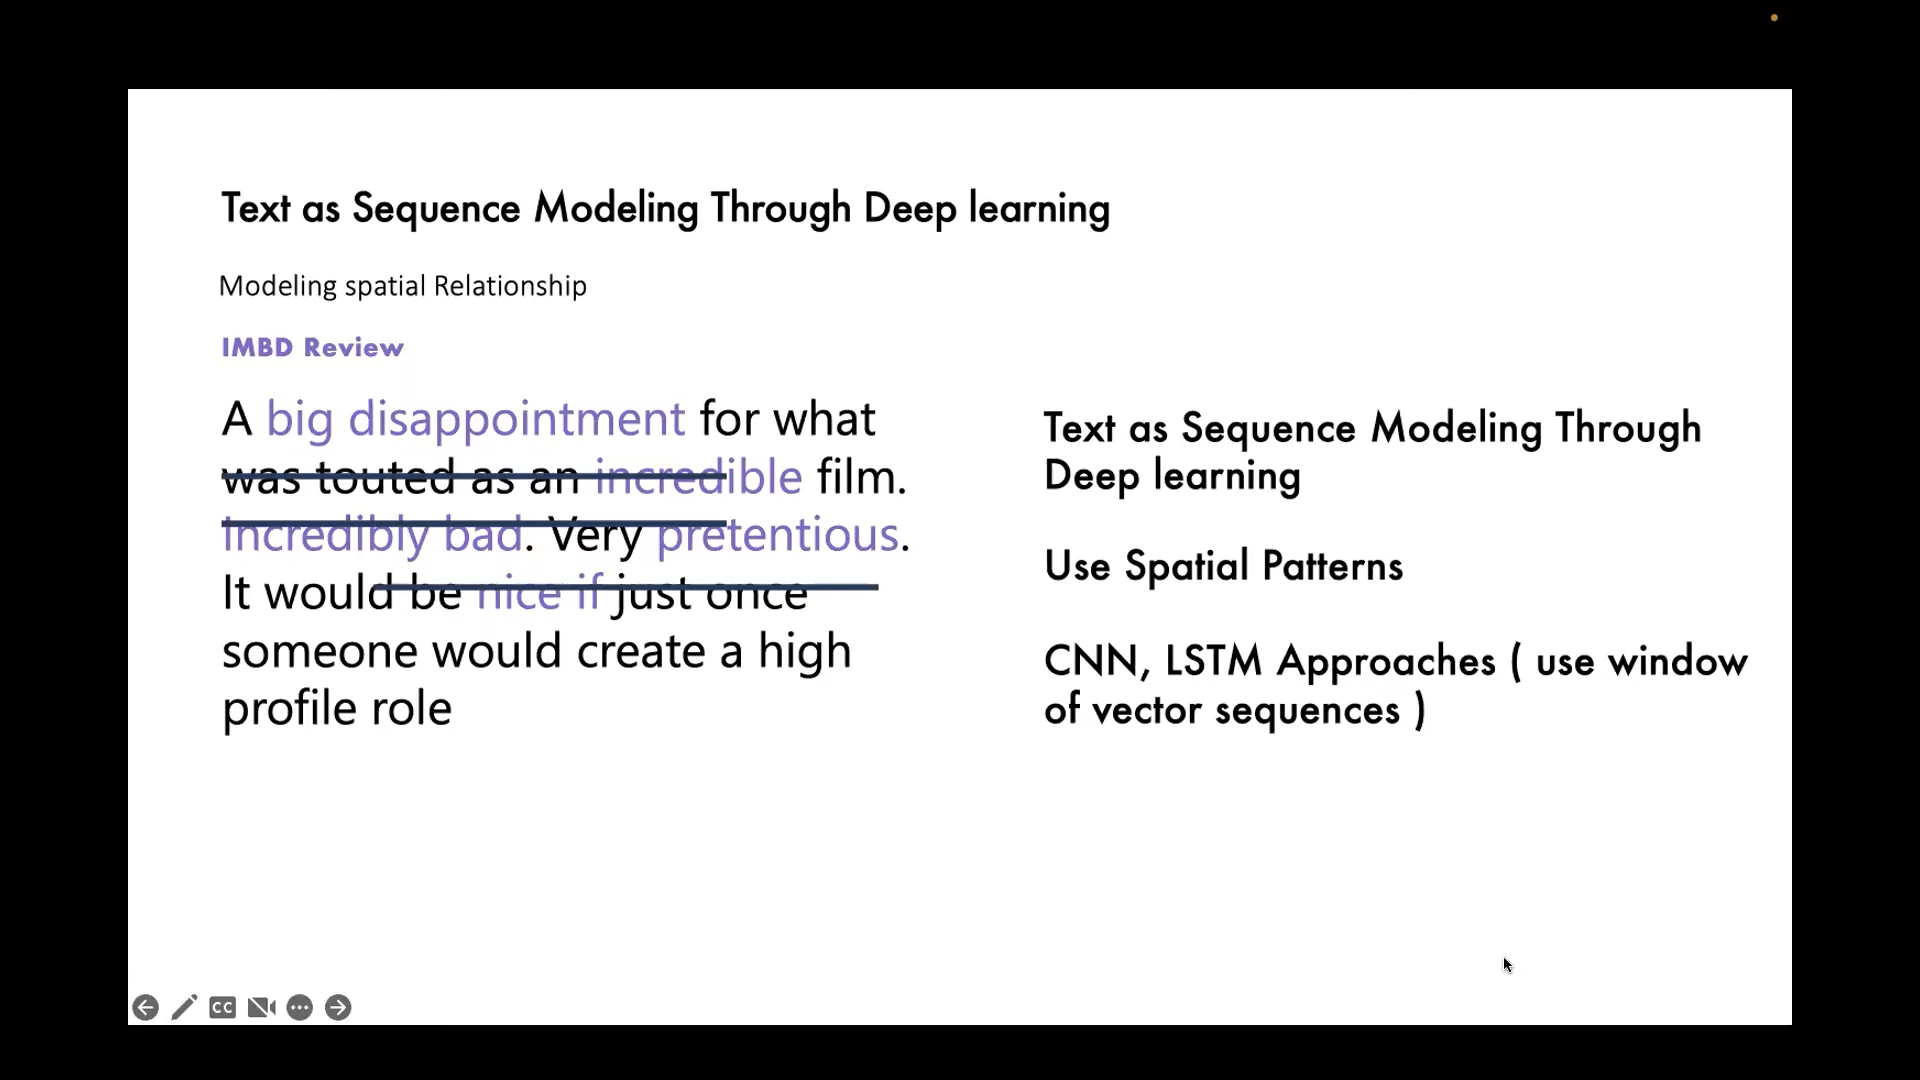 Text as Sequence Modeling Through Deep learning
Modeling spatial Relationship
IMBD Review
A big disappointment for what
was touted as an incredible film.
Incredibly bad. Very pretentious.
It would be nice if just once
someone would create a high
profile role
Text as Sequence Modeling Through
Deep learning
Use Spatial Patterns
CNN, LSTM Approaches ( use window
of vector sequences )
CC